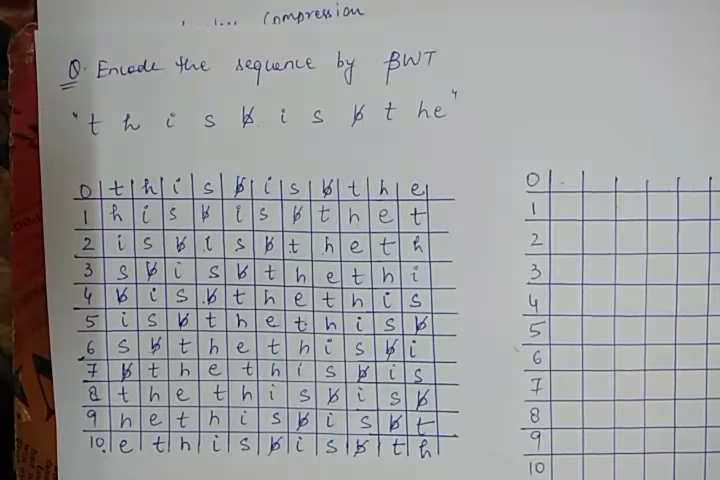 Compression
Q. Encode the sequence by BWT
"t h i s ƀ i s ƀ t he"
0 t h i s ƀ i s ƀ t h e
1 h i s ƀ i s ƀ t h e t
2 i s ƀ i s ƀ t h e t h
3 s ƀ i s ƀ t h e t h i
4 ƀ i s ƀ t h e t h i s
5 i s ƀ t h e t h i s ƀ
6 s ƀ t h e t h i s ƀ i
7 ƀ t h e t h i s ƀ i s
8 t h e t h i s ƀ i s ƀ
9 h e t h i s ƀ i s ƀ t
10. e t h i s ƀ i s ƀ t h
0
1
2
3
4
5
6
7
8
9
10